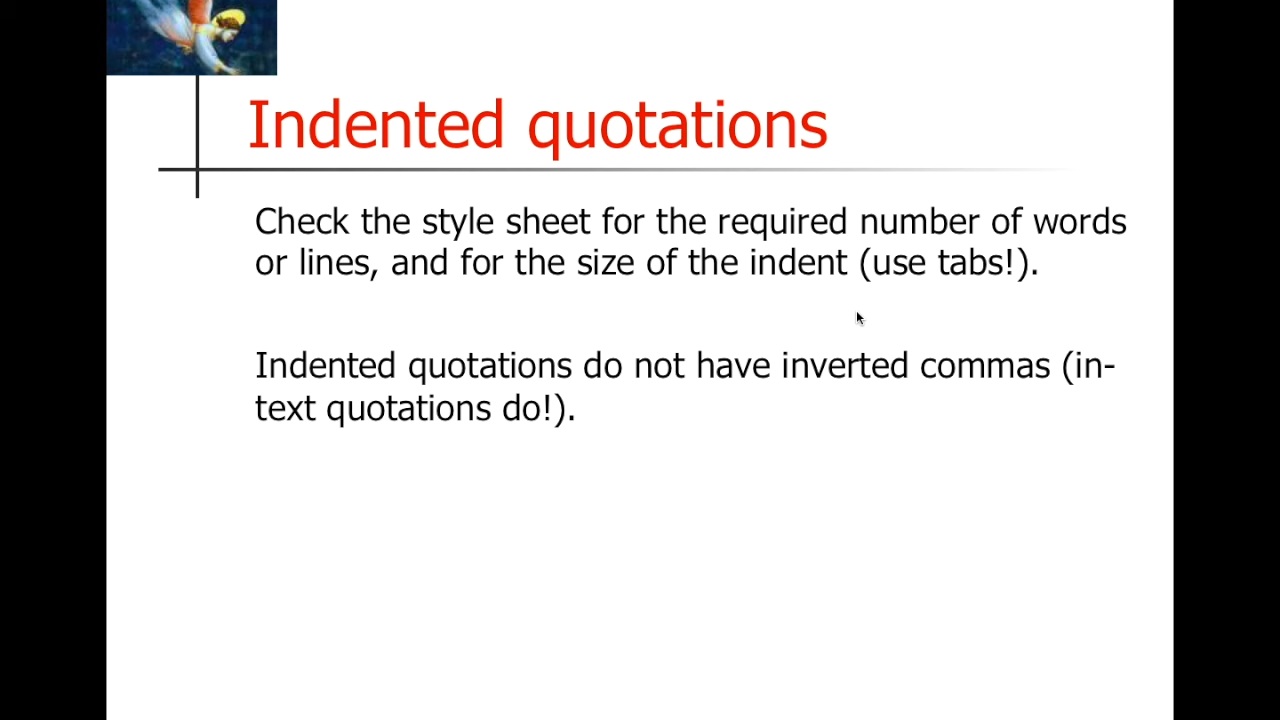 Indented quotations
Check the style sheet for the required number of words
or lines, and for the size of the indent (use tabs!).
Indented quotations do not have inverted commas (in-
text quotations do!).